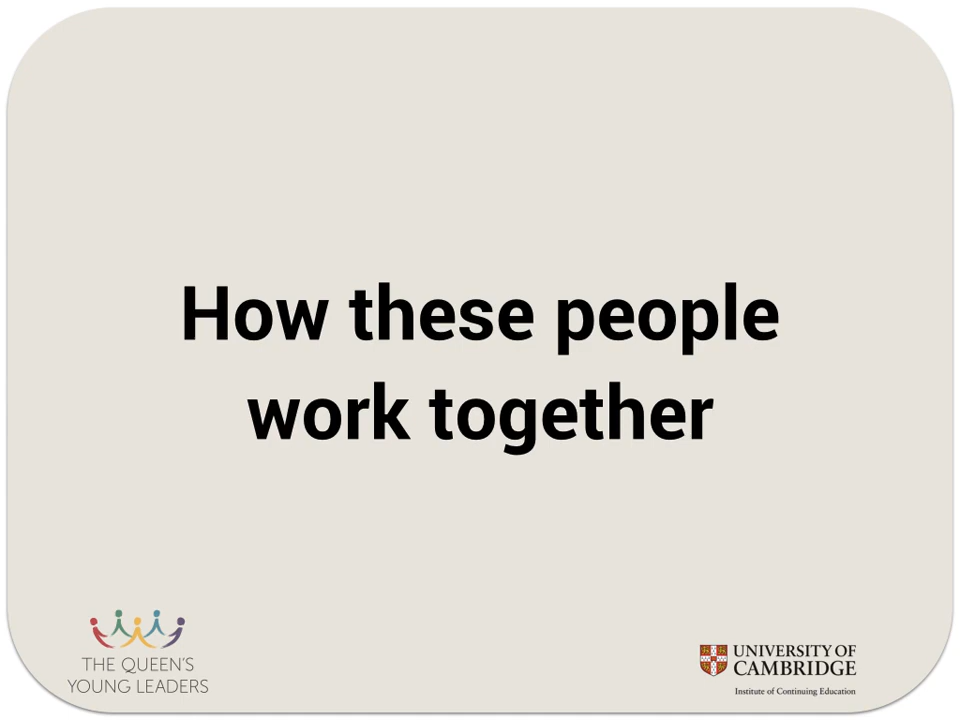 How these people
work together
THE QUEEN'S
YOUNG LEADERS
UNIVERSITY OF
CAMBRIDGE
Institute of Continuing Education